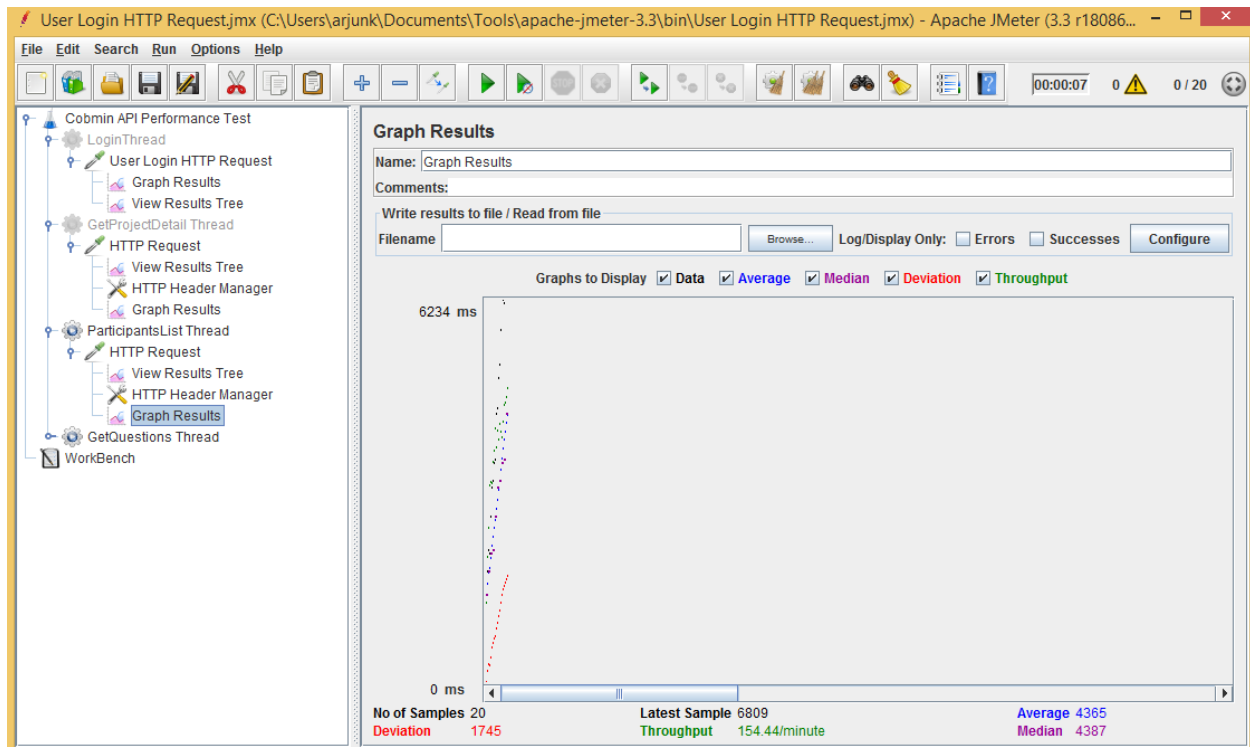 User Login HTTP Request.jmx (C:\Users\arjunk\Documents\Tools\apache-jmeter-3.3\bin\User Login HTTP Request.jmx) - Apache JMeter (3.3 r18086...
File Edit Search Run Options Help
STOP 00:00:07 0 0 / 20
Cobmin API Performance Test
LoginThread
User Login HTTP Request
Graph Results
View Results Tree
GetProjectDetail Thread
HTTP Request
View Results Tree
HTTP Header Manager
Graph Results
ParticipantsList Thread
HTTP Request
View Results Tree
HTTP Header Manager
Graph Results
GetQuestions Thread
WorkBench
Graph Results
Name: Graph Results
Comments:
Write results to file / Read from file
Filename Browse... Log/Display Only: Errors Successes Configure
Graphs to Display Data Average Median Deviation Throughput
6234 ms
0 ms
No of Samples 20 Latest Sample 6809 Average 4365
Deviation 1745 Throughput 154.44/minute Median 4387